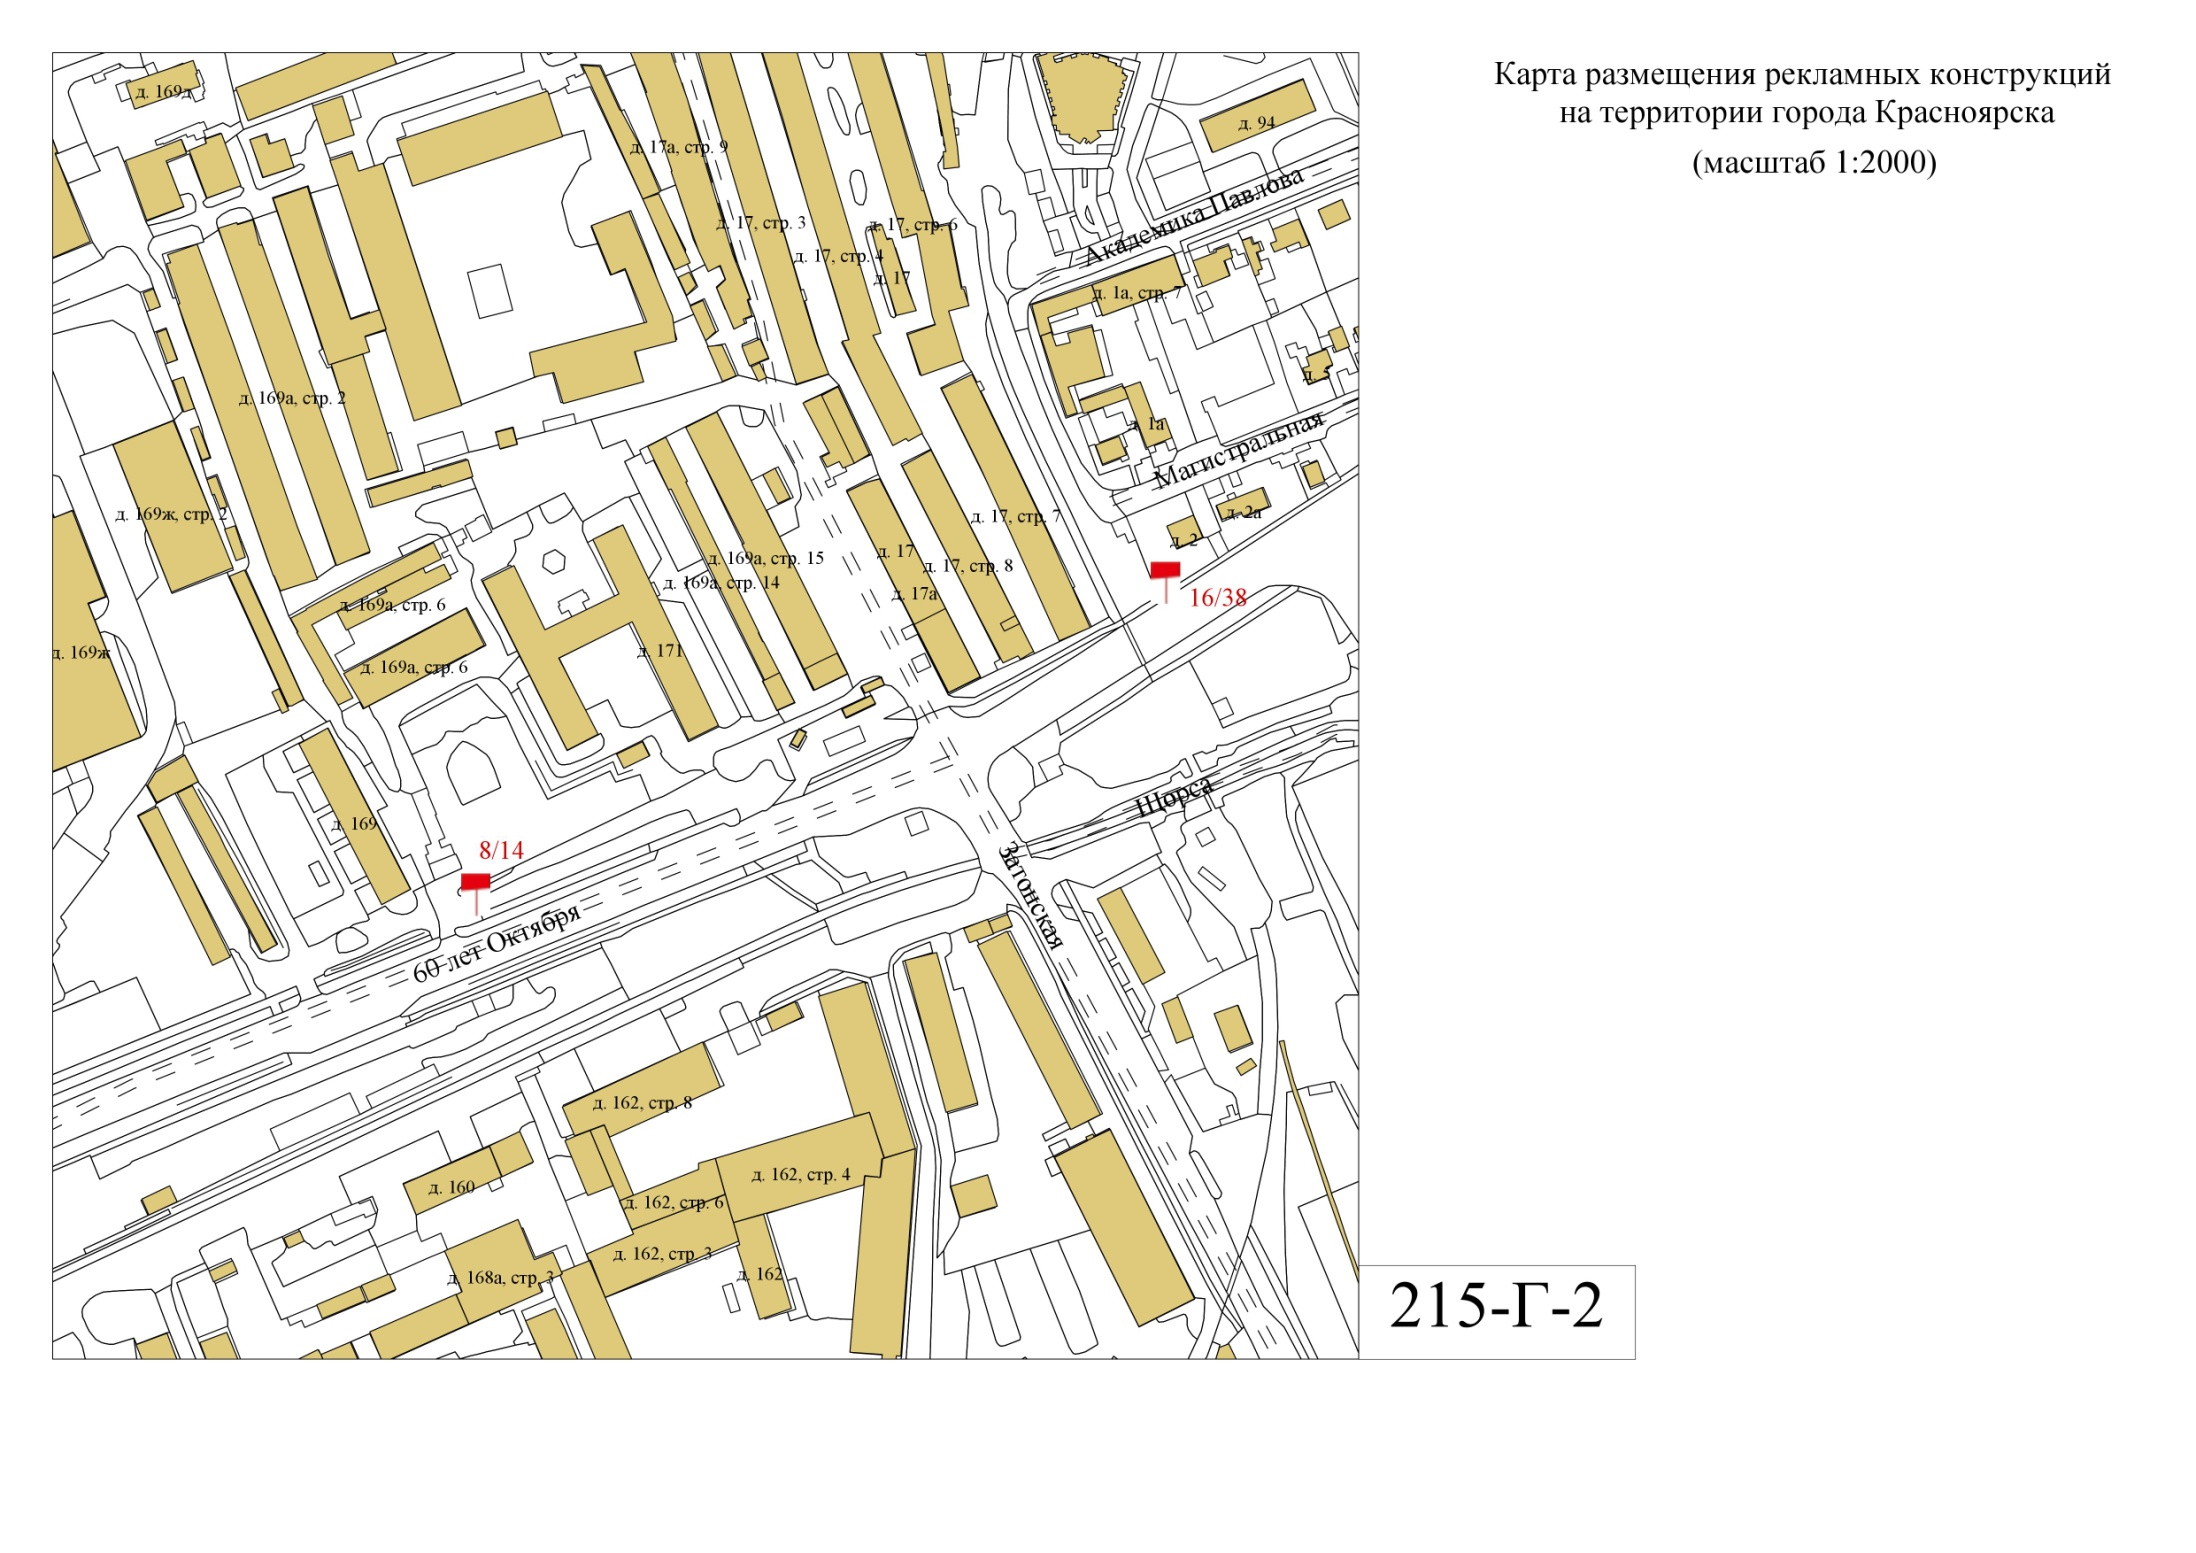 Карта размещения рекламных конструкций
на территории города Красноярска
(масштаб 1:2000)
д. 169д
д. 94
д. 17а, стр. 9
Академика Павлова
д. 17, стр. 3
д. 17, стр. 6
д. 17, стр. 4
д. 17
д. 1а, стр. 7
д. 5
д. 169а, стр. 2
д. 1а
Магистральная
д. 169ж, стр. 2
д. 17, стр. 7
д. 2а
д. 2
д. 17
д. 169а, стр. 15
д. 17, стр. 8
д. 169а, стр. 14
д. 17а
16/38
д. 169а, стр. 6
д. 169ж
д. 171
д. 169а, стр. 6
Щорса
д. 169
8/14
Затонская
60 лет Октября
д. 162, стр. 8
д. 162, стр. 4
д. 160
д. 162, стр. 6
д. 162, стр. 3
д. 168а, стр. 3
д. 162
215-Г-2